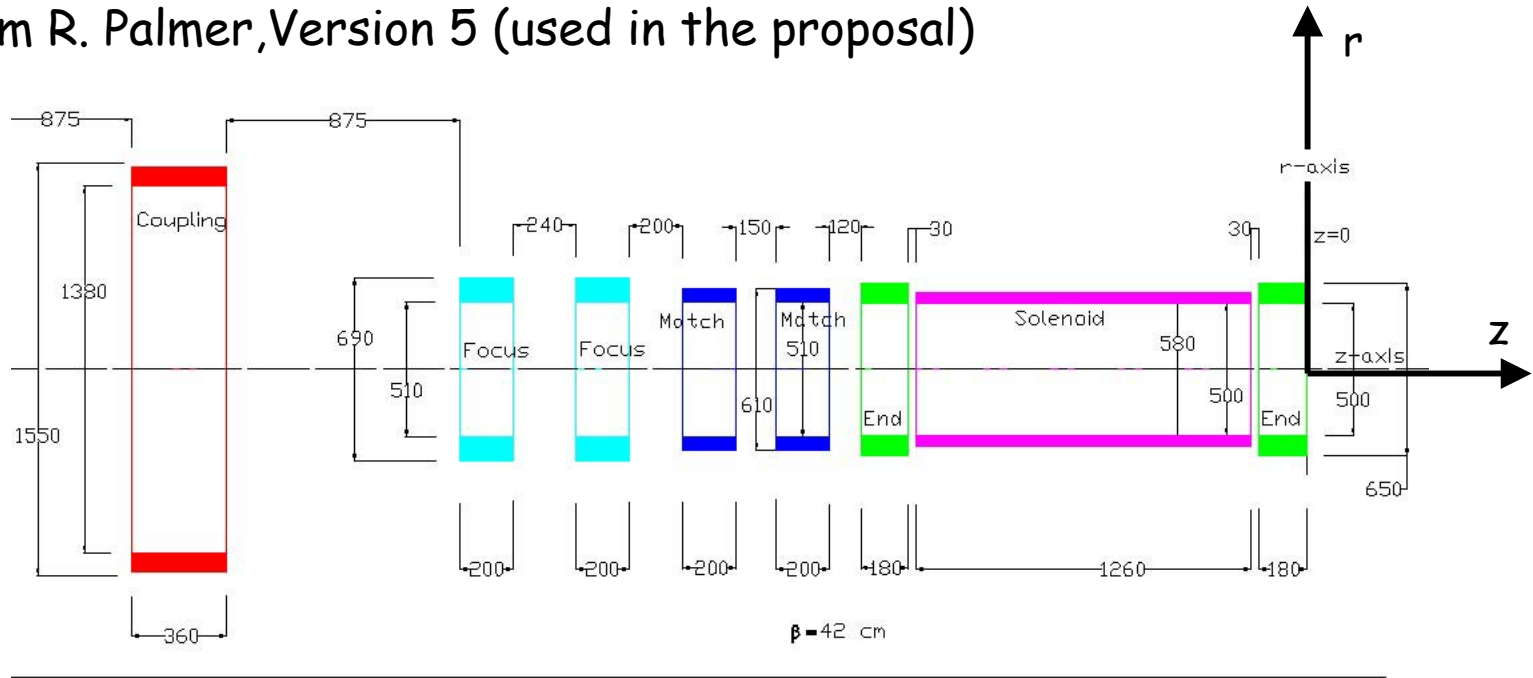 m R. Palmer,Version 5 (used in the proposal)
r
875
875
r-axis
Coupling
240
200
150
120
30
30
z=0
1380
Match
Match
Solenoid
690
Focus
Focus
510
580
z
z-axis
510
610
500
500
End
End
1550
650
200
200
200
200
180
1260
180
360
β=42 cm